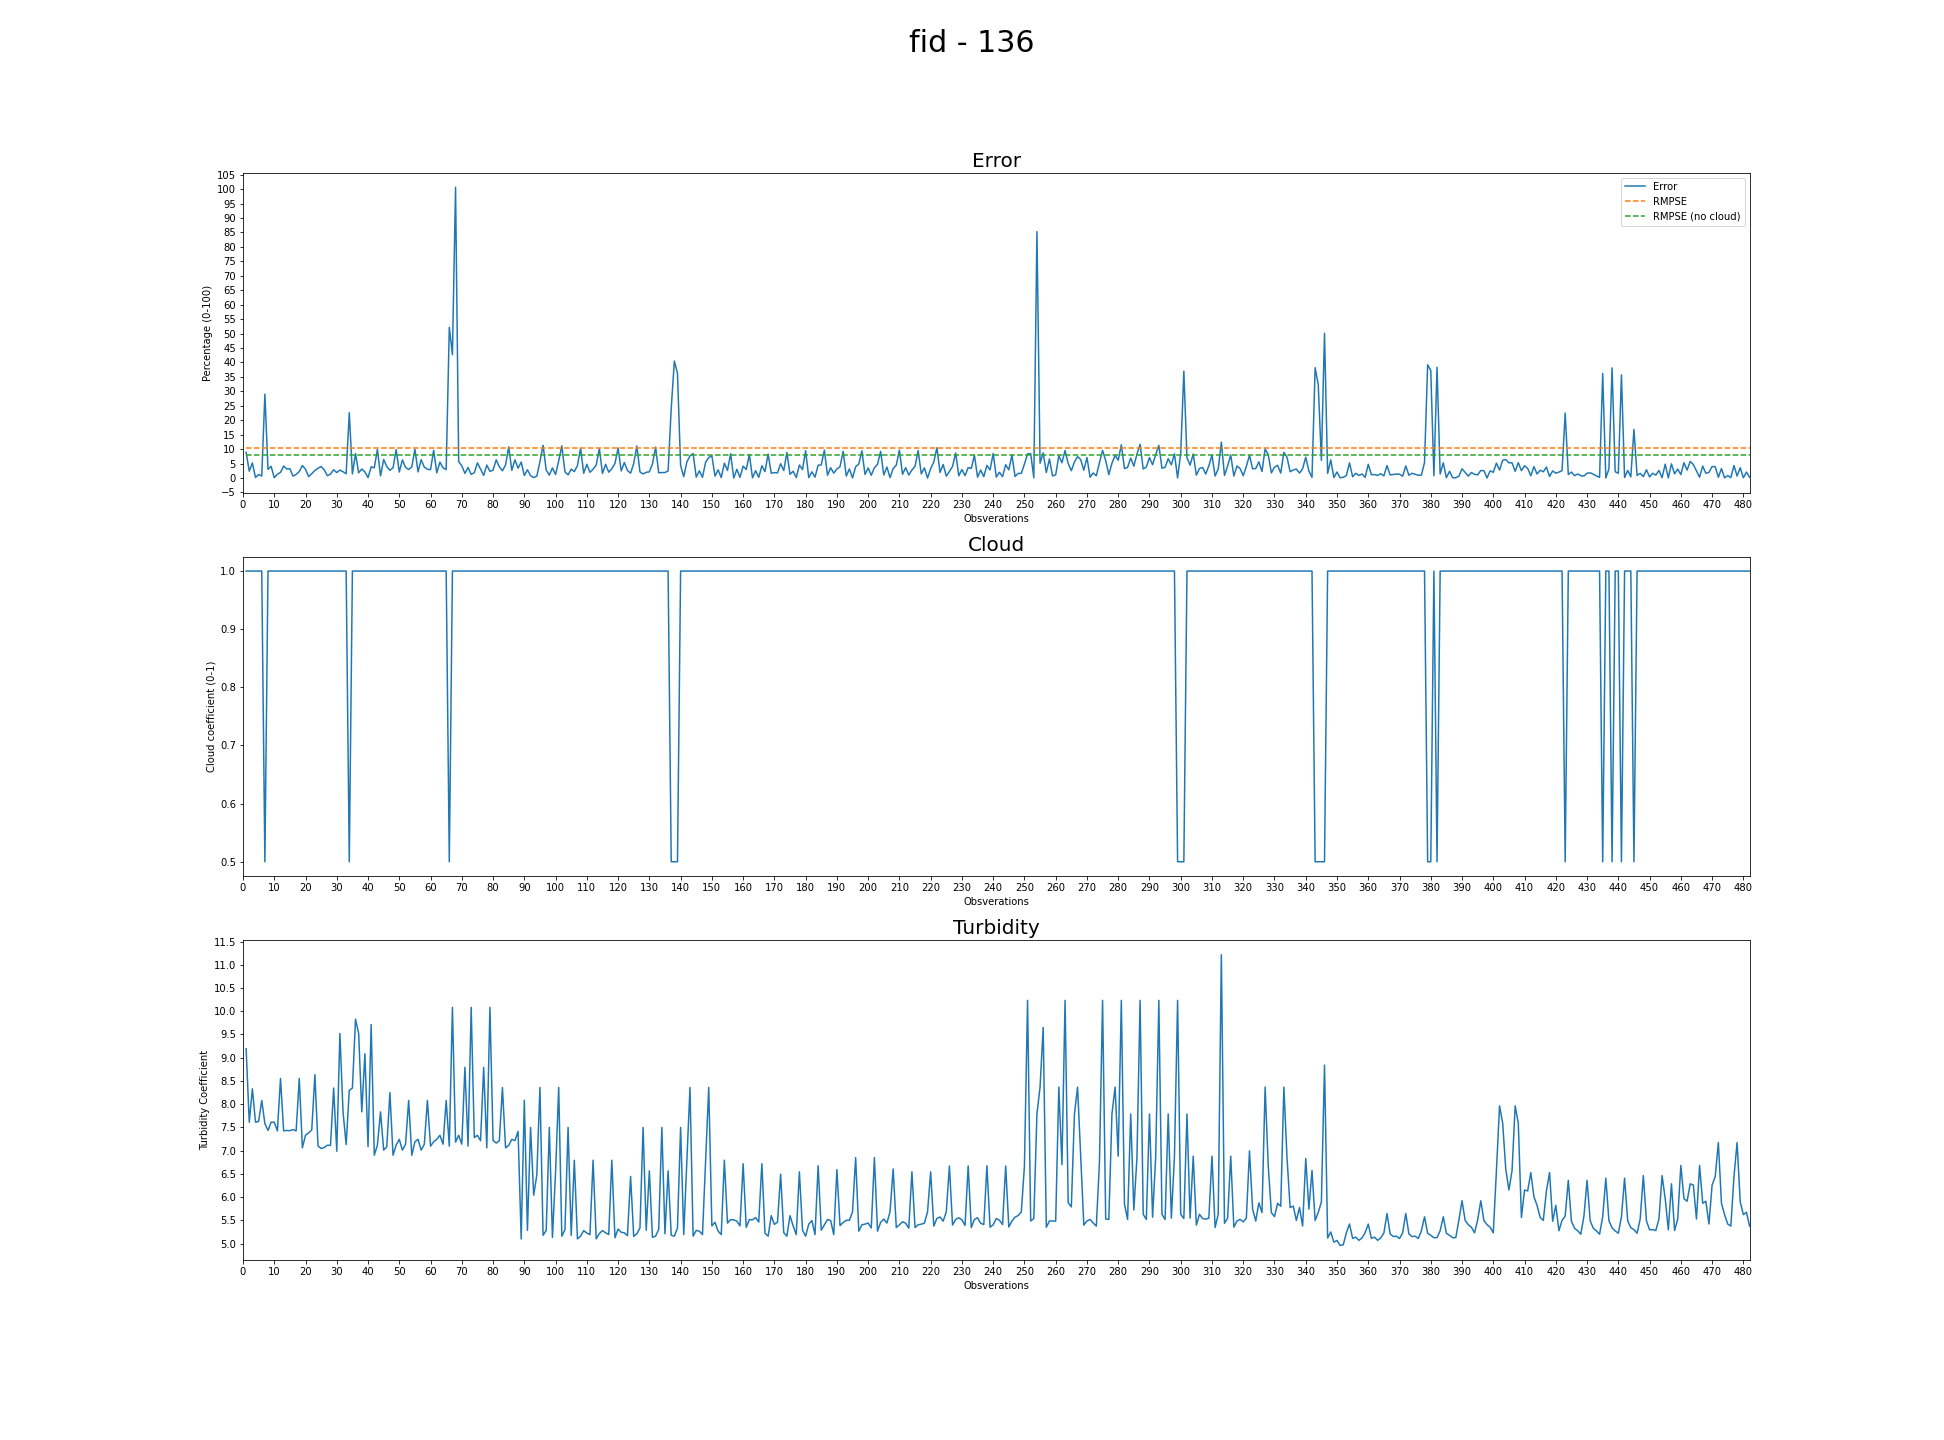 fid - 136
Error
105
100
95
90
85
80
75
70
65
60
55
50
45
40
35
30
25
20
15
10
5
0
−5
Percentage (0-100)
Error
RMPSE
RMPSE (no cloud)
0 10 20 30 40 50 60 70 80 90 100 110 120 130 140 150 160 170 180 190 200 210 220 230 240 250 260 270 280 290 300 310 320 330 340 350 360 370 380 390 400 410 420 430 440 450 460 470 480
Obsverations
Cloud
1.0
0.9
0.8
0.7
0.6
0.5
Cloud coefficient (0-1)
0 10 20 30 40 50 60 70 80 90 100 110 120 130 140 150 160 170 180 190 200 210 220 230 240 250 260 270 280 290 300 310 320 330 340 350 360 370 380 390 400 410 420 430 440 450 460 470 480
Obsverations
Turbidity
11.5
11.0
10.5
10.0
9.5
9.0
8.5
8.0
7.5
7.0
6.5
6.0
5.5
5.0
Turbidity Coefficient
0 10 20 30 40 50 60 70 80 90 100 110 120 130 140 150 160 170 180 190 200 210 220 230 240 250 260 270 280 290 300 310 320 330 340 350 360 370 380 390 400 410 420 430 440 450 460 470 480
Obsverations